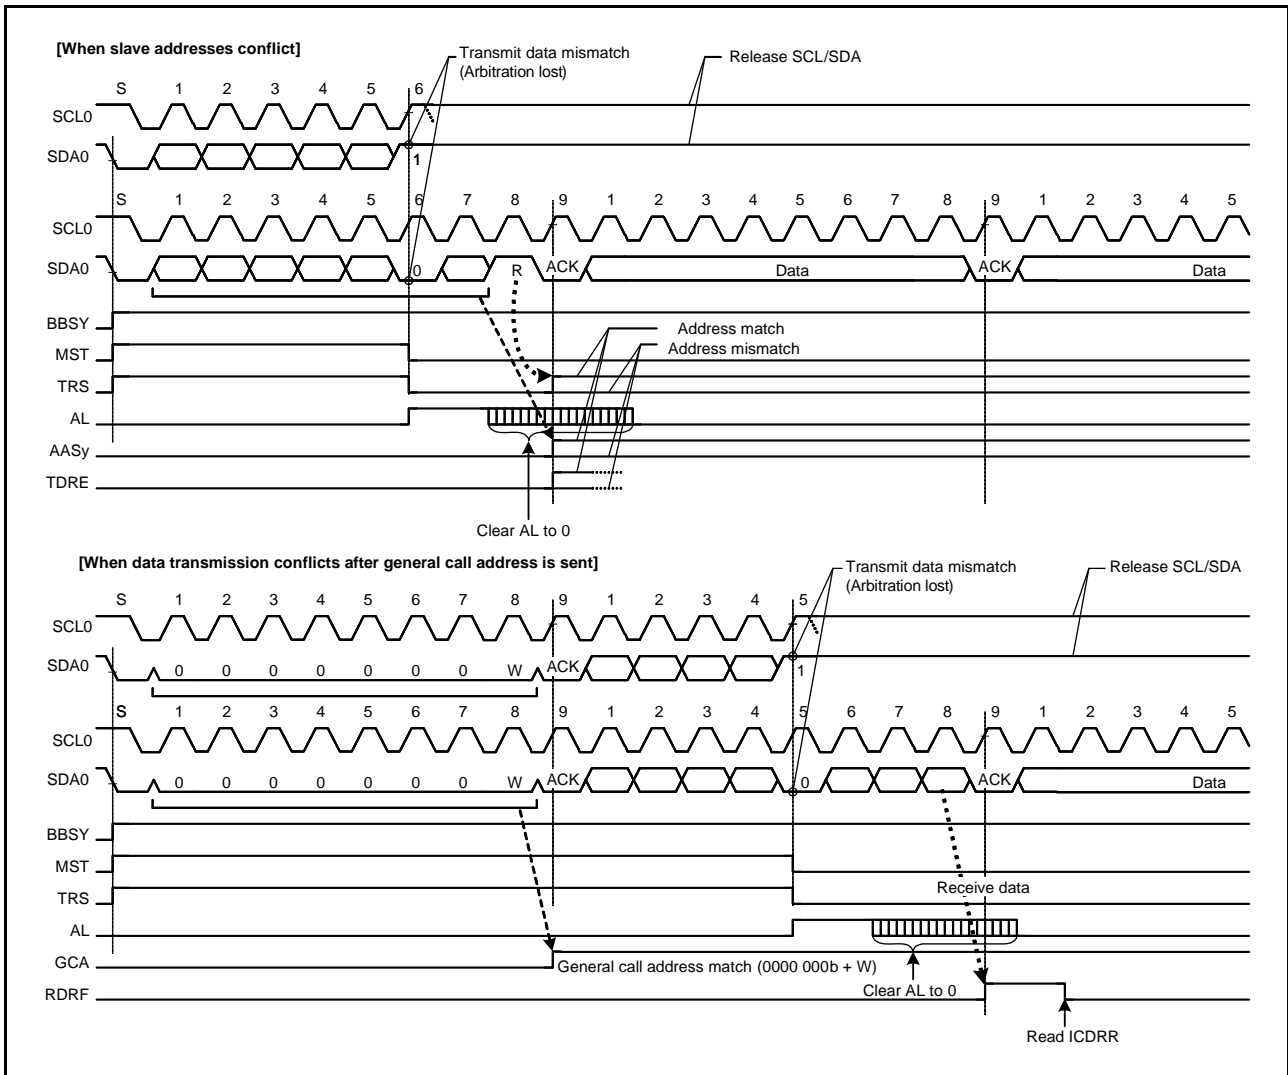 [When slave addresses conflict]
Transmit data mismatch
(Arbitration lost)
Release SCL/SDA
S 1 2 3 4 5 6
SCL0
SDA0
1
S 1 2 3 4 5 6 7 8 9 1 2 3 4 5 6 7 8 9 1 2 3 4 5
SCL0
SDA0 0 R ACK Data ACK Data
BBSY
Address match
MST
Address mismatch
TRS
AL
AASy
TDRE
Clear AL to 0
[When data transmission conflicts after general call address is sent]
Transmit data mismatch
(Arbitration lost)
Release SCL/SDA
S 1 2 3 4 5 6 7 8 9 1 2 3 4 5
SCL0
SDA0 0 0 0 0 0 0 0 W ACK 1
S 1 2 3 4 5 6 7 8 9 1 2 3 4 5 6 7 8 9 1 2 3 4 5
SCL0
SDA0 0 0 0 0 0 0 0 W ACK 0 ACK Data
BBSY
MST
Receive data
TRS
AL
GCA
General call address match (0000 000b + W)
Clear AL to 0
RDRF
Read ICDRR